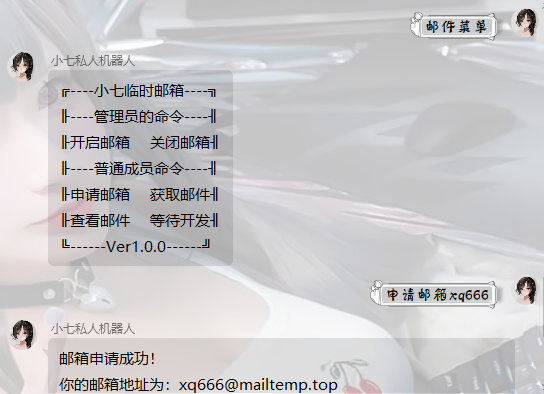 邮件菜单
小七私人机器人
╔----小七临时邮箱----╗
╠----管理员的命令----╣
╠开启邮箱 关闭邮箱╣
╠----普通成员命令----╣
╠申请邮箱 获取邮件╣
╠查看邮件 等待开发╣
╚------Ver1.0.0------╝
申请邮箱xq666
小七私人机器人
邮箱申请成功！
你的邮箱地址为：xq666@mailtemp.top